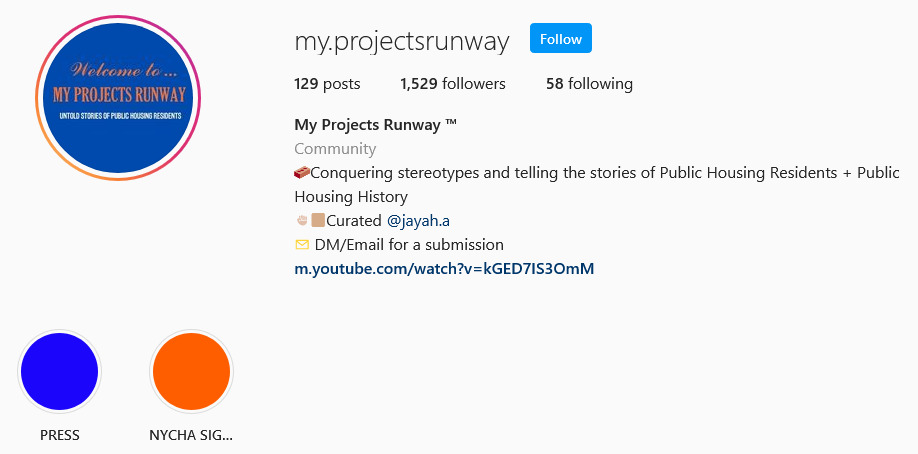 Welcome to ...
MY PROJECTS RUNWAY
UNTOLD STORIES OF PUBLIC HOUSING RESIDENTS
my.projectsrunway
Follow
129 posts 1,529 followers 58 following
My Projects Runway ™
Community
🧱Conquering stereotypes and telling the stories of Public Housing Residents + Public
Housing History
✊🏼🏽Curated @jayah.a
✉️ DM/Email for a submission
m.youtube.com/watch?v=kGED7IS3OmM
PRESS
NYCHA SIG...